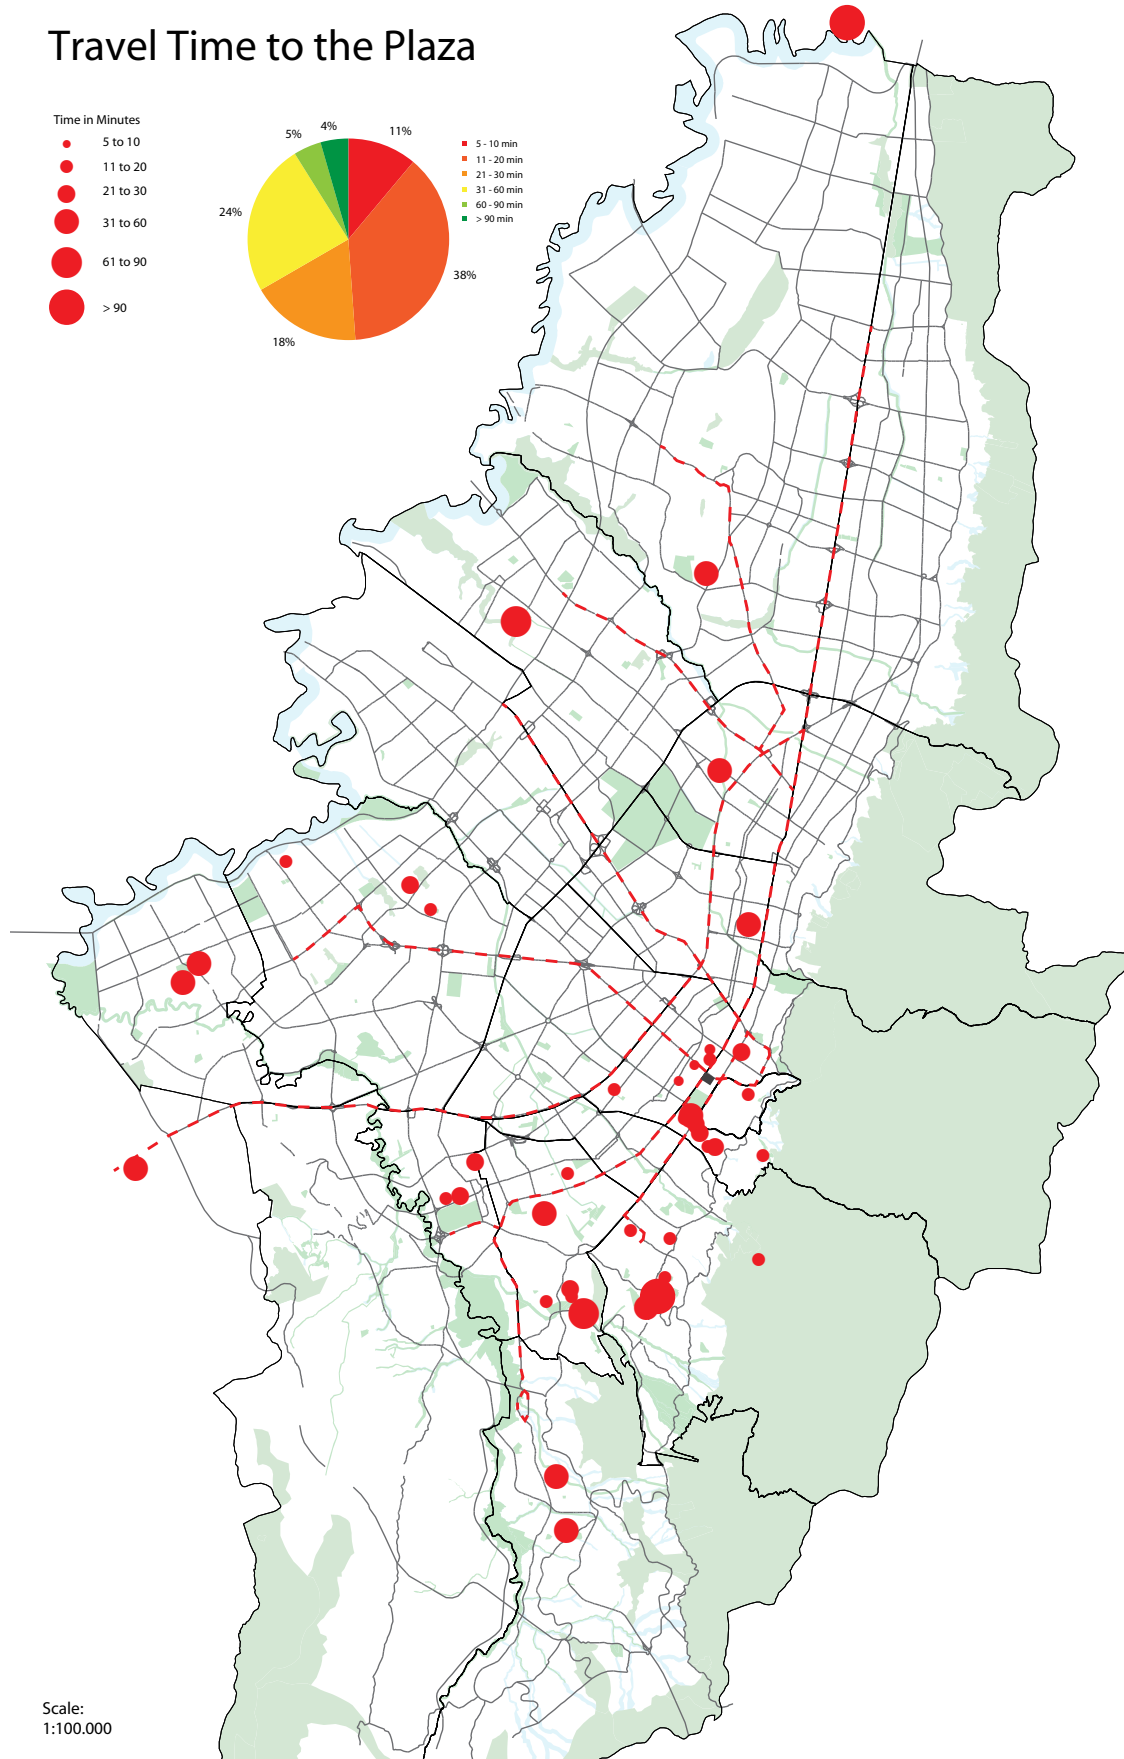 Travel Time to the Plaza
Time in Minutes
5 to 10
11 to 20
21 to 30
31 to 60
61 to 90
> 90
4%
5%
11%
24%
38%
18%
5 - 10 min
11 - 20 min
21 - 30 min
31 - 60 min
60 - 90 min
> 90 min
Scale:
1:100.000